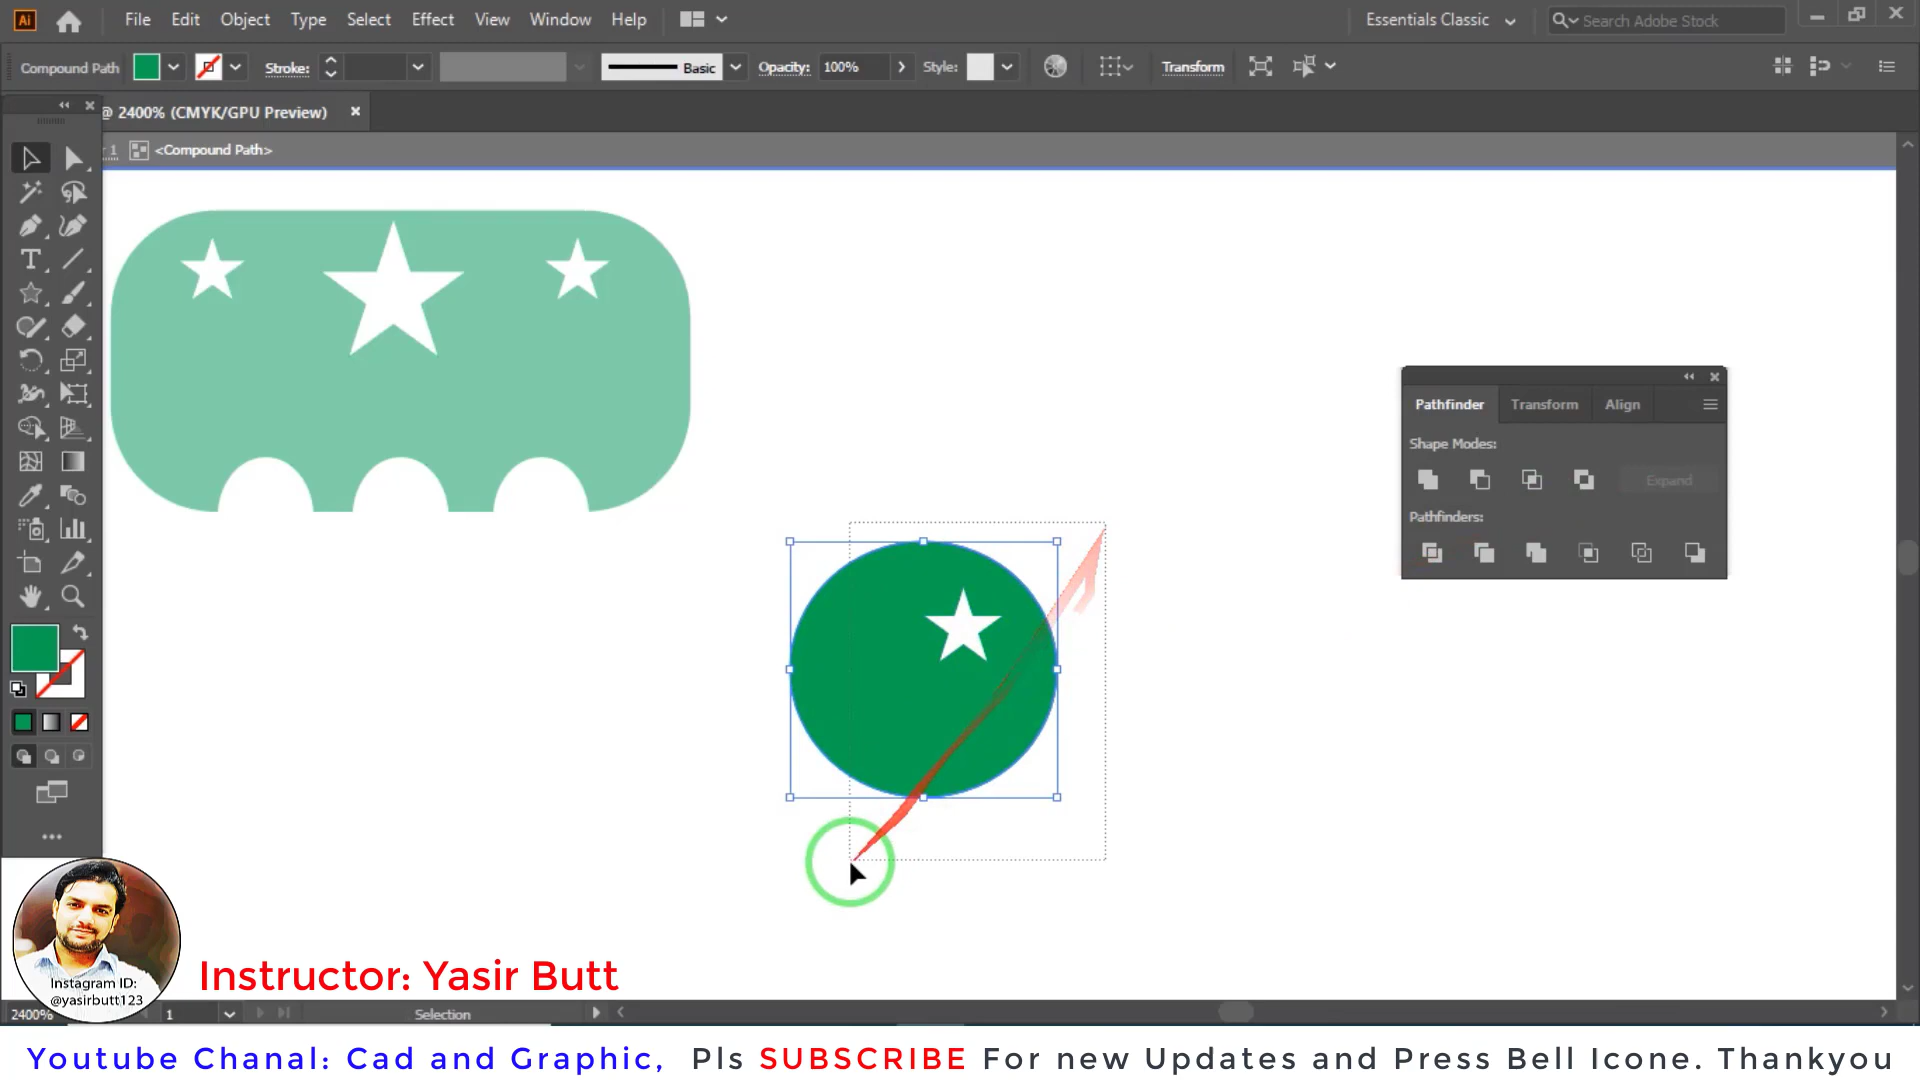 Ai File Edit Object Type Select Effect View Window Help Essentials Classic Search Adobe Stock
Compound Path Stroke: Basic Opacity: 100% Style: Transform
@ 2400% (CMYK/GPU Preview)
1 <Compound Path>
Pathfinder Transform Align
Shape Modes:
Expand
Pathfinders:
Instagram ID:
@yasirbutt123
Instructor: Yasir Butt
2400% 1 Selection
Youtube Chanal: Cad and Graphic, Pls SUBSCRIBE For new Updates and Press Bell Icone. Thankyou